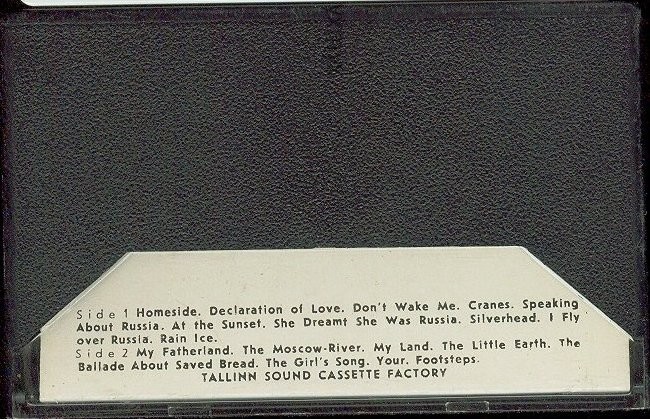 Side 1 Homeside. Declaration of Love. Don't Wake Me. Cranes. Speaking
About Russia. At the Sunset. She Dreamt She Was Russia. Silverhead. I Fly
over Russia. Rain Ice.
Side 2 My Fatherland. The Moscow-River. My Land. The Little Earth. The
Ballade About Saved Bread. The Girl's Song. Your. Footsteps.
TALLINN SOUND CASSETTE FACTORY